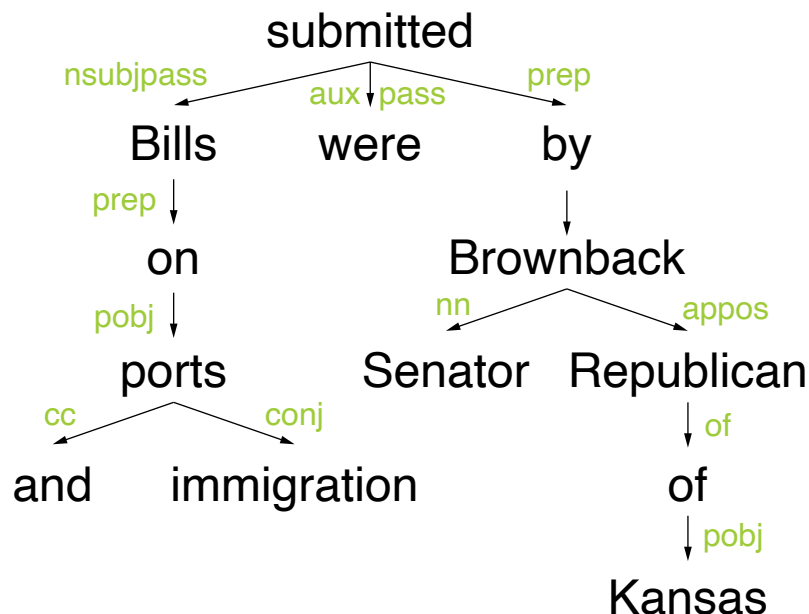 submitted
nsubjpass aux pass prep
Bills were by
prep
on Brownback
pobj nn appos
ports Senator Republican
cc conj of
and immigration of
pobj
Kansas